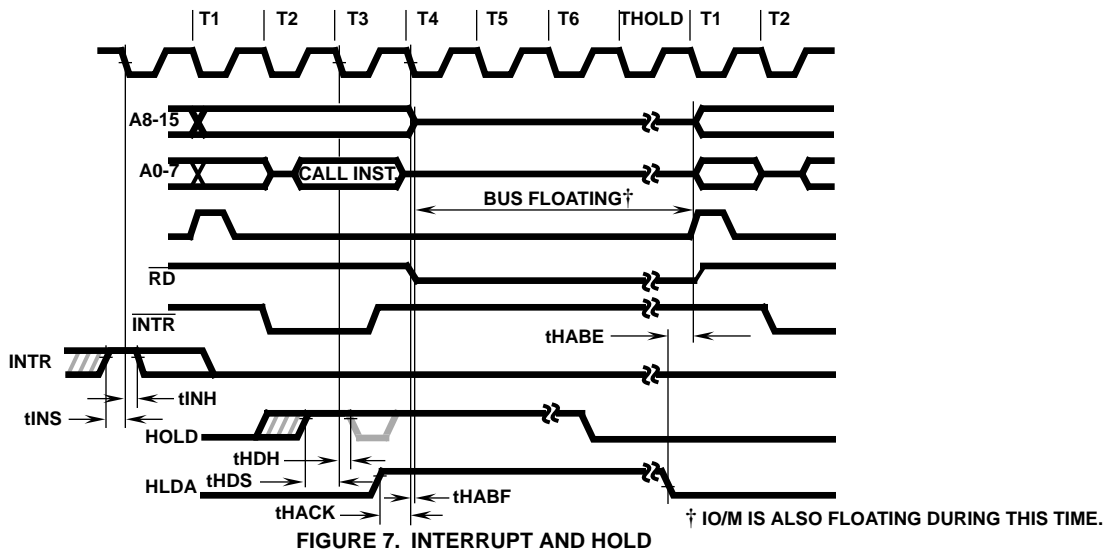 T1 T2 T3 T4 T5 T6 THOLD T1 T2
A8-15
A0-7
CALL INST.
BUS FLOATING†
RD
INTR
tHABE
INTR
tINH
tINS
HOLD
tHDH
tHDS
HLDA
tHABF
tHACK
† IO/M IS ALSO FLOATING DURING THIS TIME.
FIGURE 7. INTERRUPT AND HOLD